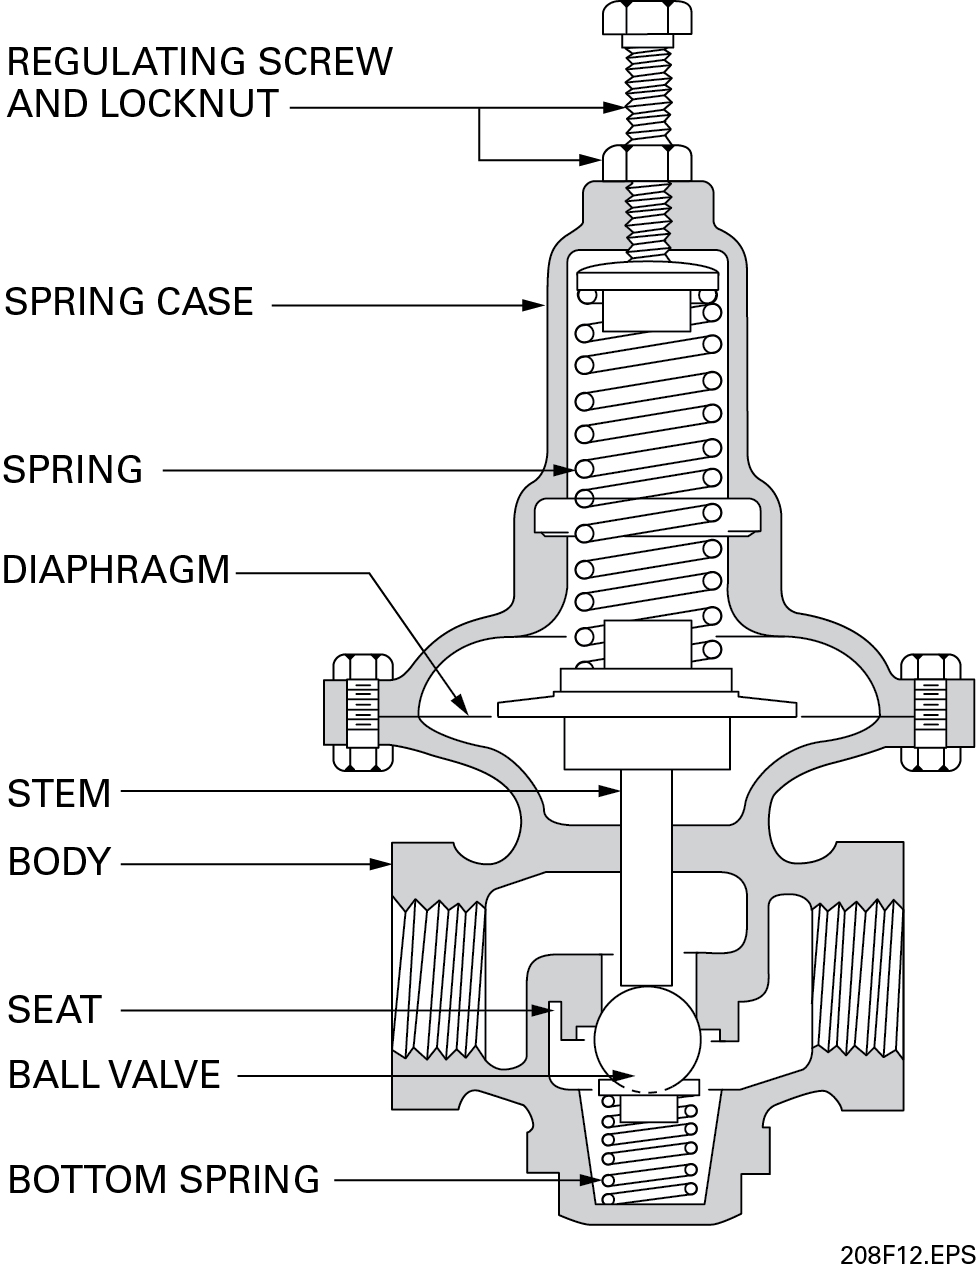 REGULATING SCREW
AND LOCKNUT
SPRING CASE
SPRING
DIAPHRAGM
STEM
BODY
SEAT
BALL VALVE
BOTTOM SPRING
208F12.EPS